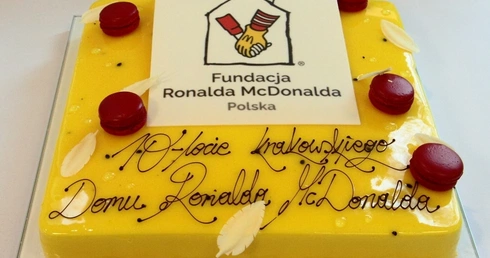 Fundacja
Ronalda McDonalda
Polska
10-lecie Krakowskiego
Domu Ronalda McDonalda